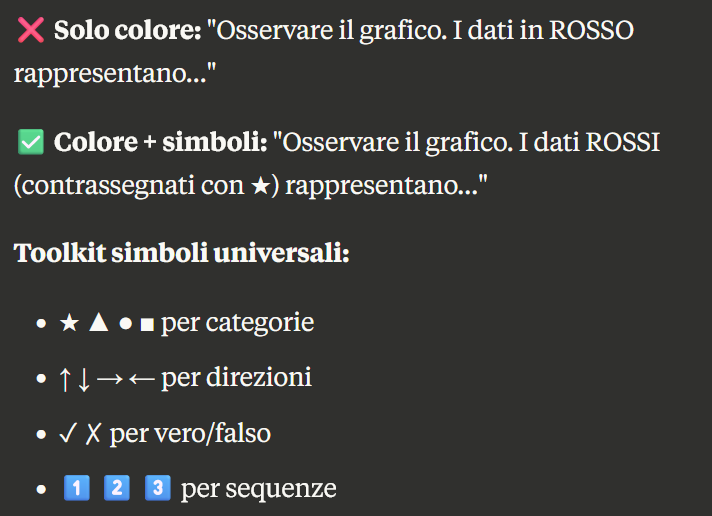 ❌ Solo colore: "Osservare il grafico. I dati in ROSSO
rappresentano..."
✅ Colore + simboli: "Osservare il grafico. I dati ROSSI
(contrassegnati con ★) rappresentano..."
Toolkit simboli universali:
• ★ ▲ ● ■ per categorie
• ↑ ↓ → ← per direzioni
• ✓ ✗ per vero/falso
• 1️⃣ 2️⃣ 3️⃣ per sequenze